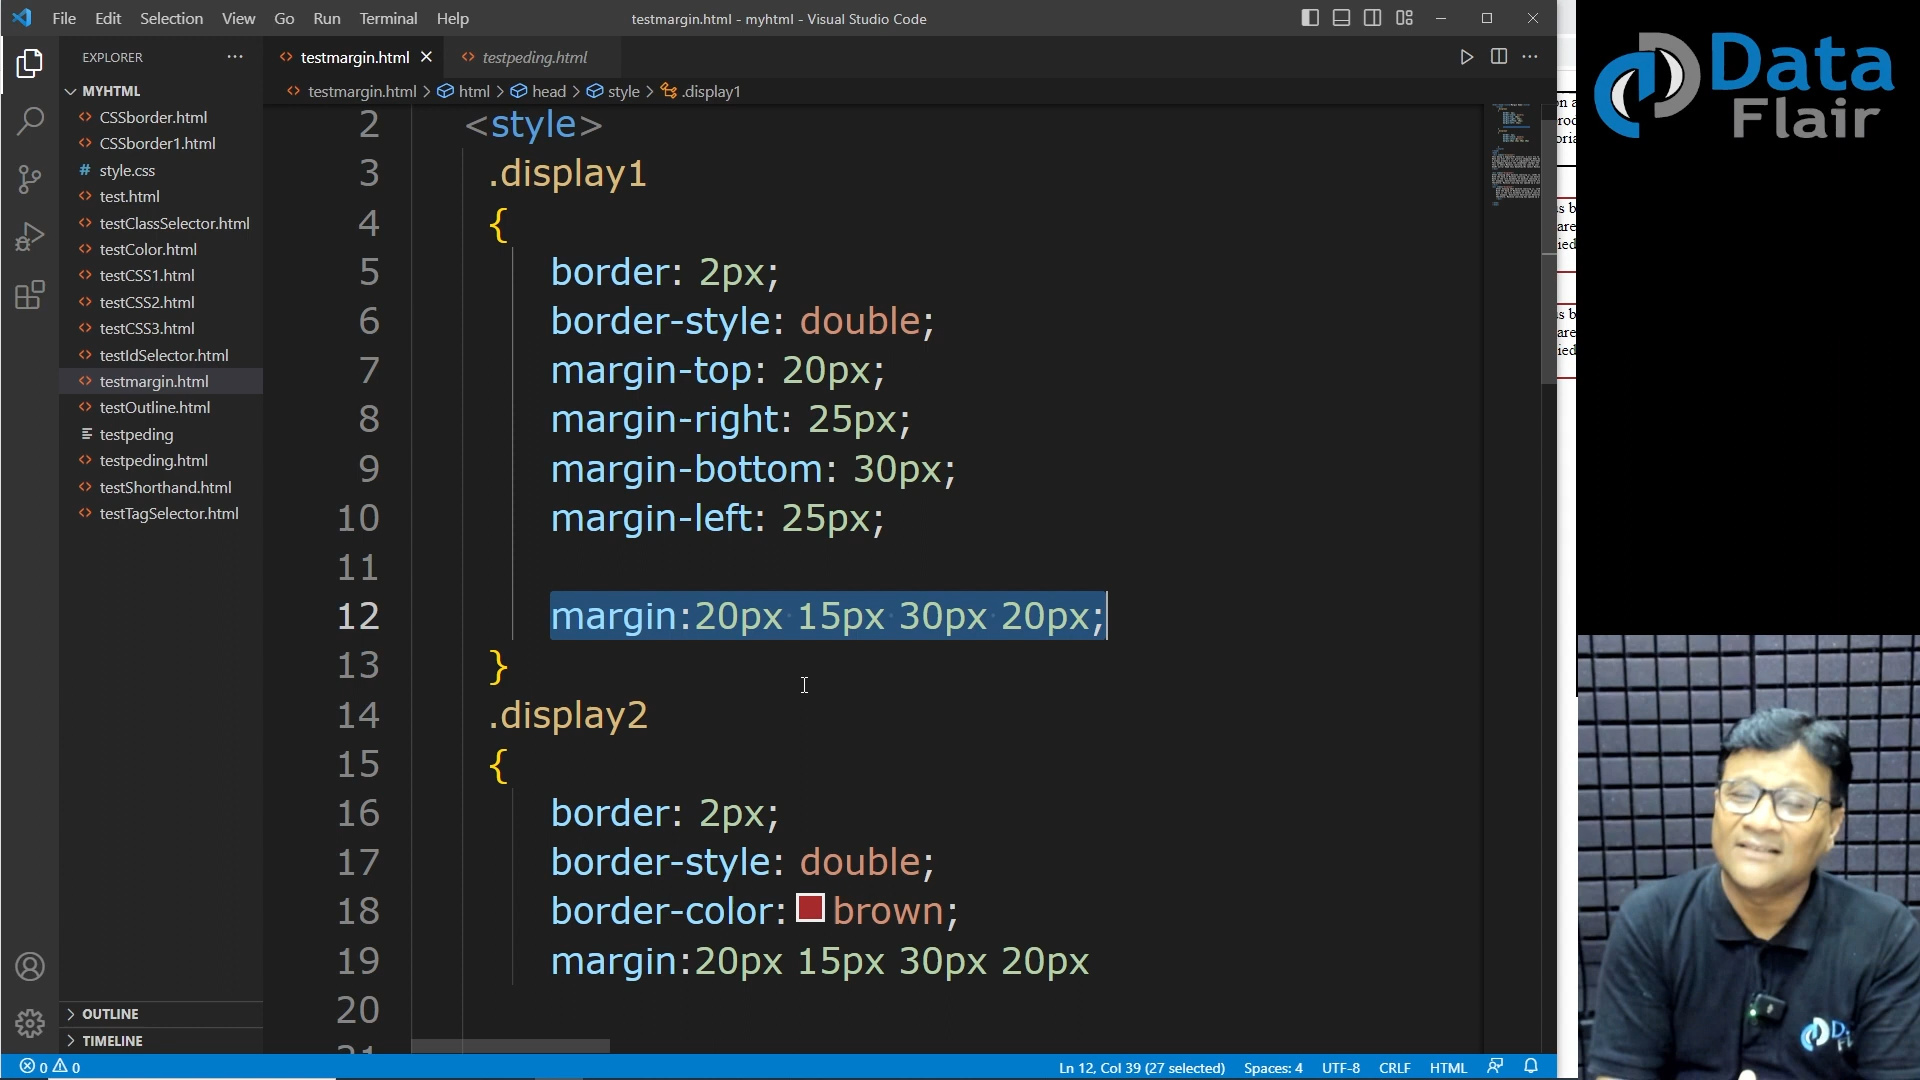 File Edit Selection View Go Run Terminal Help
testmargin.html - myhtml - Visual Studio Code
EXPLORER
MYHTML
CSSborder.html
CSSborder1.html
# style.css
test.html
testClassSelector.html
testColor.html
testCSS1.html
testCSS2.html
testCSS3.html
testIdSelector.html
testmargin.html
testOutline.html
testpeding
testpeding.html
testShorthand.html
testTagSelector.html
OUTLINE
TIMELINE
testmargin.html testpeding.html
testmargin.html > html > head > style > .display1
2 <style>
3 .display1
4 {
5 border: 2px;
6 border-style: double;
7 margin-top: 20px;
8 margin-right: 25px;
9 margin-bottom: 30px;
10 margin-left: 25px;
11
12 margin:20px 15px 30px 20px;
13 }
14 .display2
15 {
16 border: 2px;
17 border-style: double;
18 border-color: brown;
19 margin:20px 15px 30px 20px
20
0 0
Ln 12, Col 39 (27 selected) Spaces: 4 UTF-8 CRLF HTML
Data
Flair